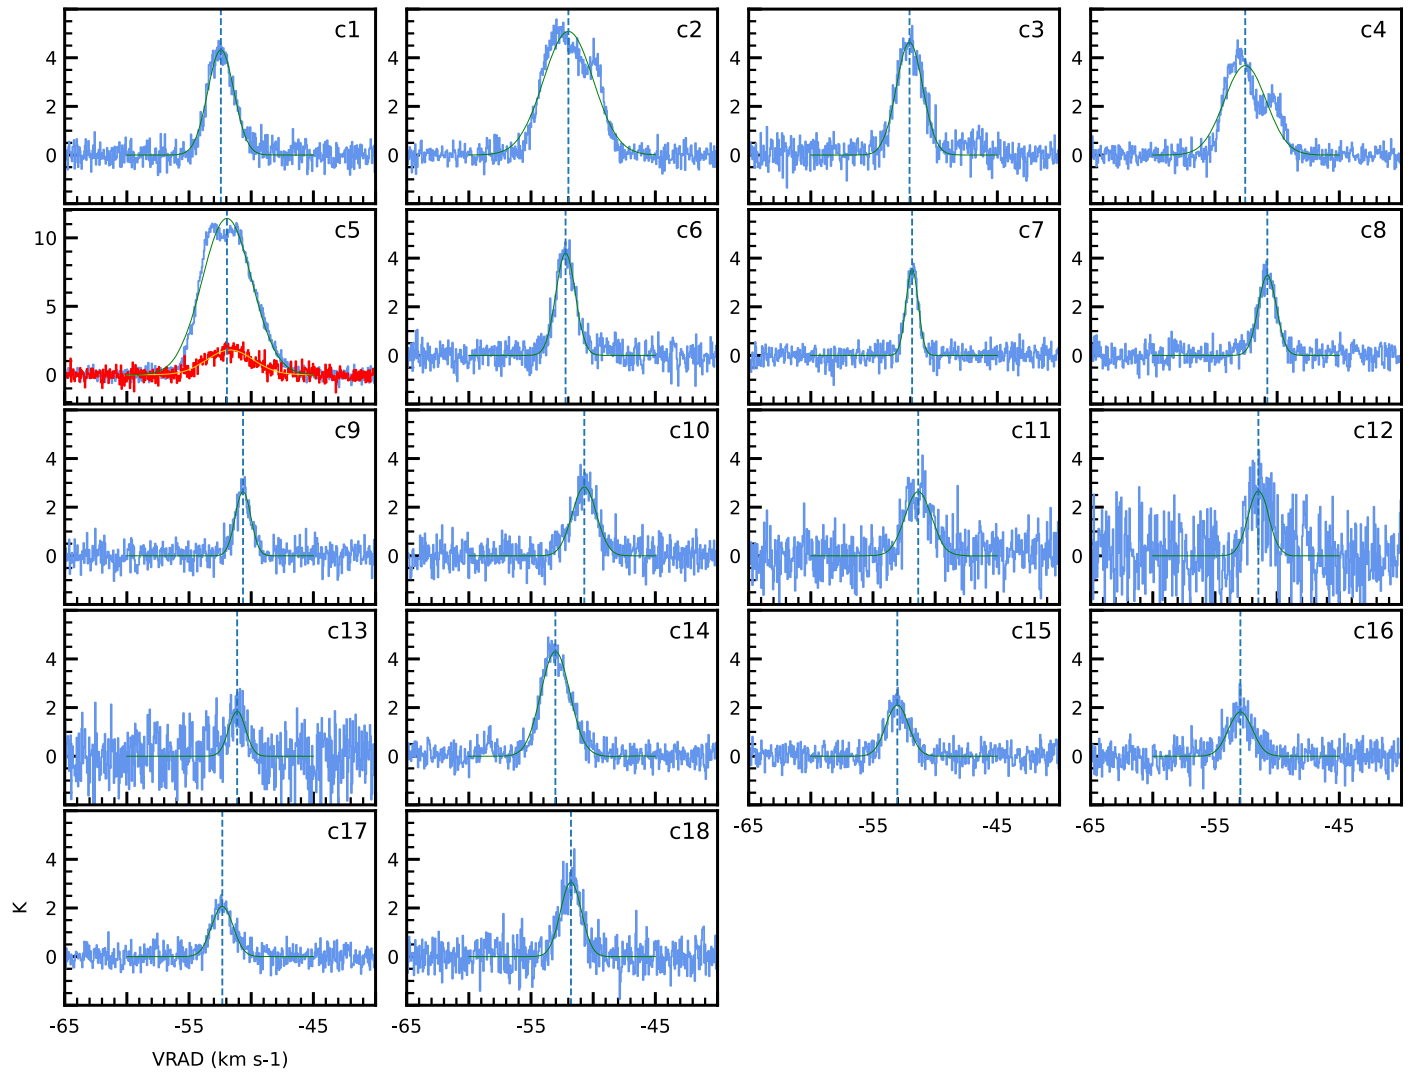 c1 c2 c3 c4
4 4 4 4
2 2 2 2
0 0 0 0
c5 c6 c7 c8
10 4 4 4
5 2 2 2
0 0 0 0
c9 c10 c11 c12
4 4 4 4
2 2 2 2
0 0 0 0
c13 c14 c15 c16
4 4 4 4
2 2 2 2
0 0 0 0
-65 -55 -45 -65 -55 -45
c17 c18
4 4
2 2
K
0 0
-65 -55 -45 -65 -55 -45
VRAD (km s-1)